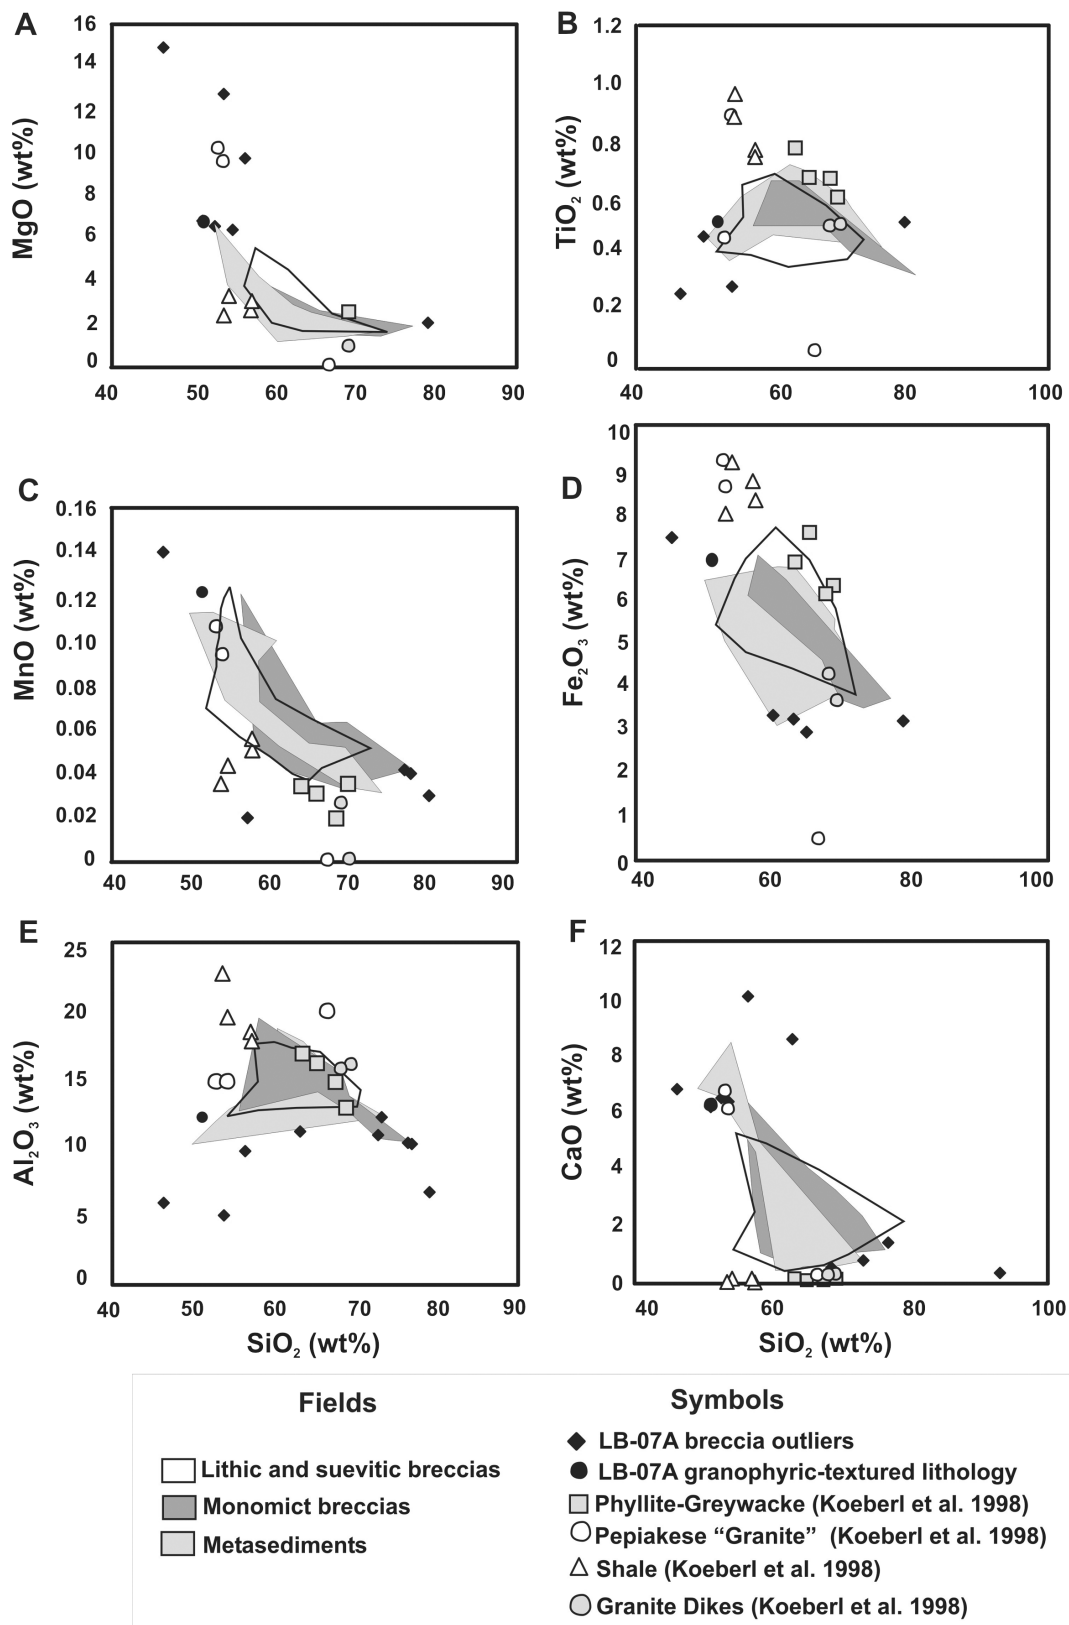 A
MgO (wt%)
16
14
12
10
8
6
4
2
0
40 50 60 70 80 90
B
TiO2 (wt%)
1.2
1.0
0.8
0.6
0.4
0.2
0
40 60 80 100
C
MnO (wt%)
0.16
0.14
0.12
0.10
0.08
0.06
0.04
0.02
0
40 50 60 70 80 90
D
Fe2O3 (wt%)
10
9
8
7
6
5
4
3
2
1
0
40 60 80 100
E
Al2O3 (wt%)
25
20
15
10
5
0
40 50 60 70 80 90
SiO2 (wt%)
F
CaO (wt%)
12
10
8
6
4
2
0
40 60 80 100
SiO2 (wt%)
Fields
Lithic and suevitic breccias
Monomict breccias
Metasediments
Symbols
LB-07A breccia outliers
LB-07A granophyric-textured lithology
Phyllite-Greywacke (Koeberl et al. 1998)
Pepiakese “Granite” (Koeberl et al. 1998)
Shale (Koeberl et al. 1998)
Granite Dikes (Koeberl et al. 1998)